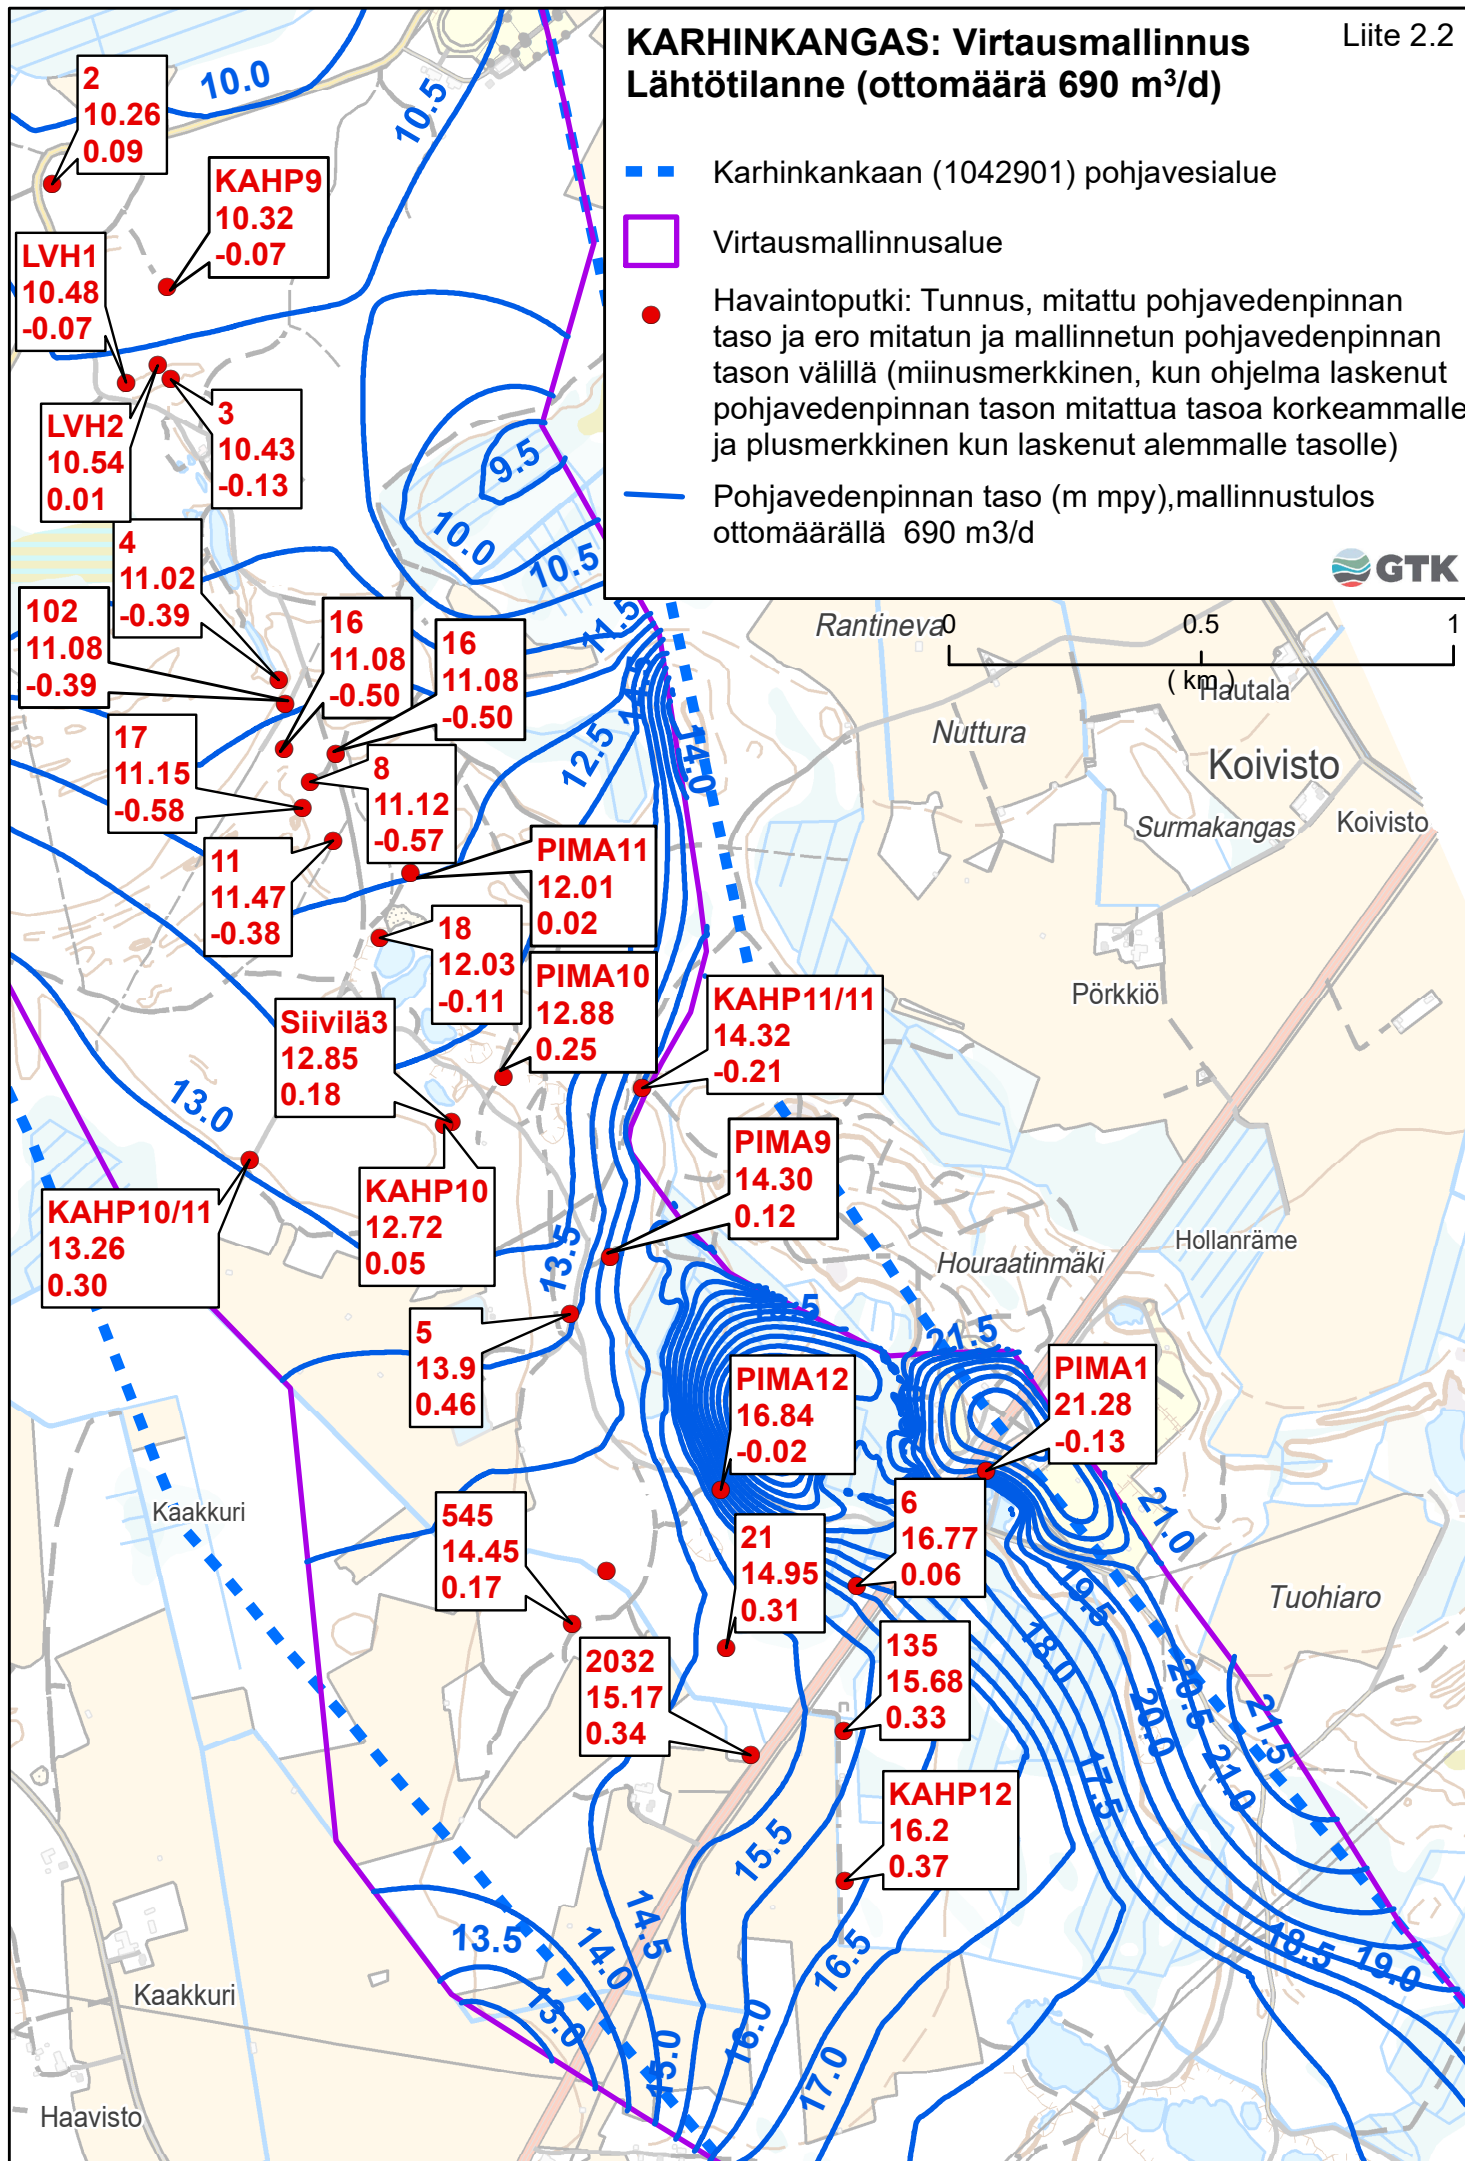 KARHINKANGAS: Virtausmallinnus
Lähtötilanne (ottomäärä 690 m³/d)
Liite 2.2
Karhinkankaan (1042901) pohjavesialue
Virtausmallinnusalue
Havaintoputki: Tunnus, mitattu pohjavedenpinnan
taso ja ero mitatun ja mallinnetun pohjavedenpinnan
tason välillä (miinusmerkkinen, kun ohjelma laskenut
pohjavedenpinnan tason mitattua tasoa korkeammalle
ja plusmerkkinen kun laskenut alemmalle tasolle)
Pohjavedenpinnan taso (m mpy),mallinnustulos
ottomäärällä 690 m3/d
GTK
0
0.5
1
( km )
10.0
10.5
2
10.26
0.09
KAHP9
10.32
-0.07
LVH1
10.48
-0.07
LVH2
10.54
0.01
3
10.43
-0.13
9.5
10.0
10.5
4
11.02
-0.39
102
11.08
-0.39
16
11.08
-0.50
16
11.08
-0.50
11.5
14.5
14.0
12.5
17
11.15
-0.58
8
11.12
-0.57
11
11.47
-0.38
PIMA11
12.01
0.02
18
12.03
-0.11
PIMA10
12.88
0.25
KAHP11/11
14.32
-0.21
Siivilä3
12.85
0.18
13.0
KAHP10/11
13.26
0.30
KAHP10
12.72
0.05
PIMA9
14.30
0.12
13.5
5
13.9
0.46
21.5
PIMA12
16.84
-0.02
PIMA1
21.28
-0.13
545
14.45
0.17
21
14.95
0.31
6
16.77
0.06
21.0
19.5
18.0
2032
15.17
0.34
135
15.68
0.33
20.5
20.0
21.5
21.0
17.5
KAHP12
16.2
0.37
15.5
14.5
14.0
13.5
13.0
16.5
16.0
15.0
17.0
18.5
19.0
Rantineva
Hautala
Nuttura
Koivisto
Surmakangas
Koivisto
Pörkkiö
Hollanräme
Houraatinmäki
Tuohiaro
Kaakkuri
Kaakkuri
Haavisto